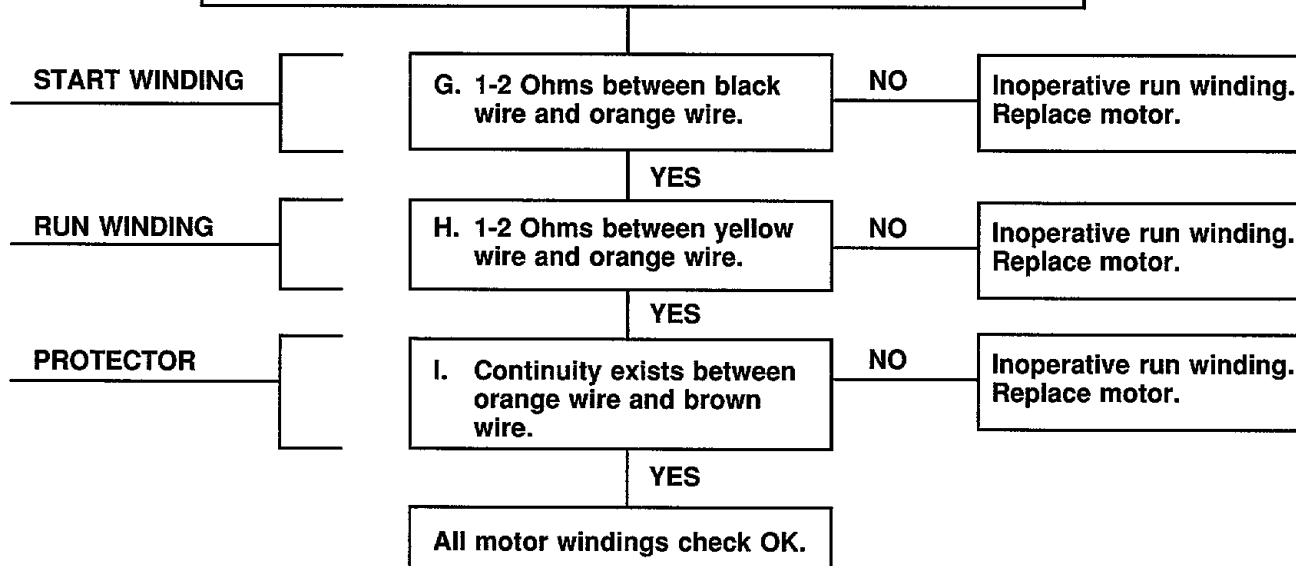 START WINDING
G. 1-2 Ohms between black
wire and orange wire.
NO
Inoperative run winding.
Replace motor.
YES
RUN WINDING
H. 1-2 Ohms between yellow
wire and orange wire.
NO
Inoperative run winding.
Replace motor.
YES
PROTECTOR
I. Continuity exists between
orange wire and brown
wire.
NO
Inoperative run winding.
Replace motor.
YES
All motor windings check OK.